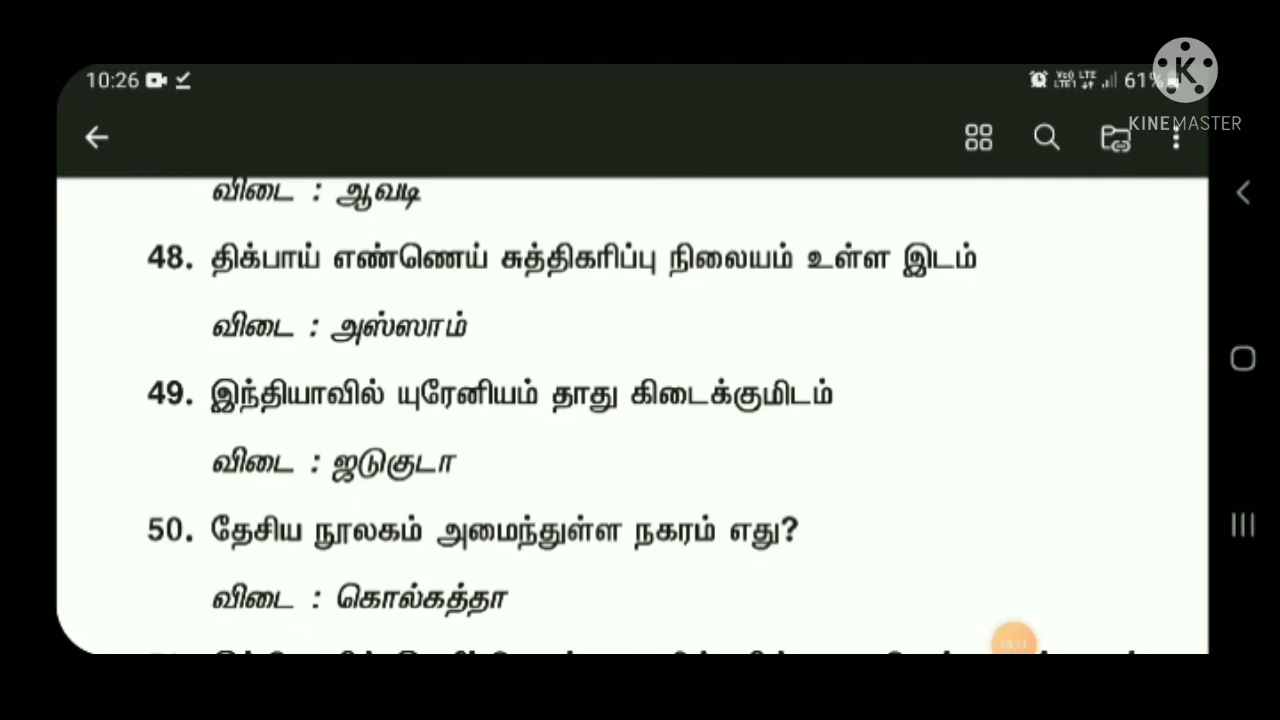 10:26
61%
KINEMASTER
விடை : ஆவடி
48. திக்பாய் எண்ணெய் சுத்திகரிப்பு நிலையம் உள்ள இடம்
விடை : அஸ்ஸாம்
49. இந்தியாவில் யுரேனியம் தாது கிடைக்குமிடம்
விடை : ஜடுகுடா
50. தேசிய நூலகம் அமைந்துள்ள நகரம் எது?
விடை : கொல்கத்தா